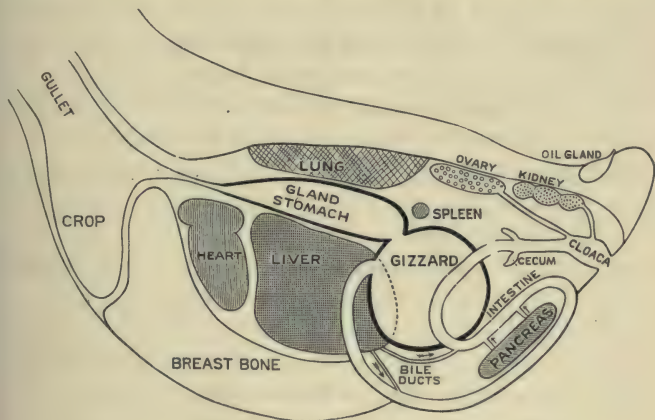 GULLET
CROP
LUNG
GLAND
STOMACH
HEART
LIVER
BREAST BONE
OVARY
KIDNEY
OIL GLAND
SPLEEN
GIZZARD
CLOACA
CECUM
INTESTINE
PANCREAS
BILE
DUCTS